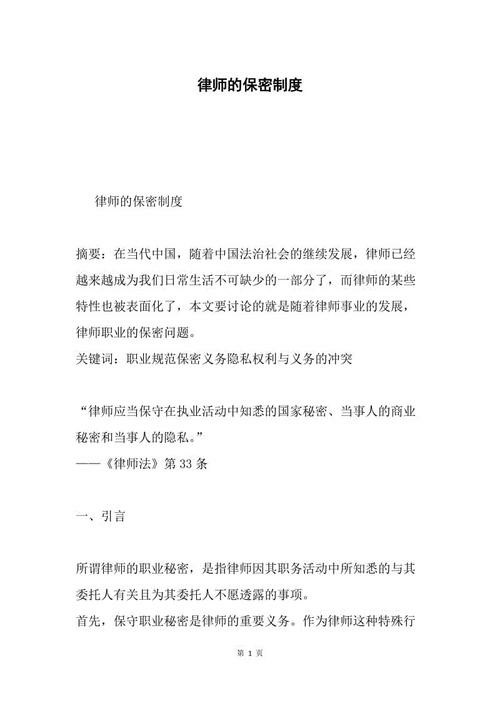 律师的保密制度
律师的保密制度
摘要：在当代中国，随着中国法治社会的继续发展，律师已经
越来越成为我们日常生活不可缺少的一部分了，而律师的某些
特性也被表面化了，本文要讨论的就是随着律师事业的发展，
律师职业的保密问题。
关键词：职业规范保密义务隐私权利与义务的冲突
“律师应当保守在执业活动中知悉的国家秘密、当事人的商业
秘密和当事人的隐私。”
——《律师法》第 33 条
一、引言
所谓律师的职业秘密，是指律师因其职务活动中所知悉的与其
委托人有关且为其委托人不愿透露的事项。
首先，保守职业秘密是律师的重要义务。作为律师这种特殊行
第 1 页